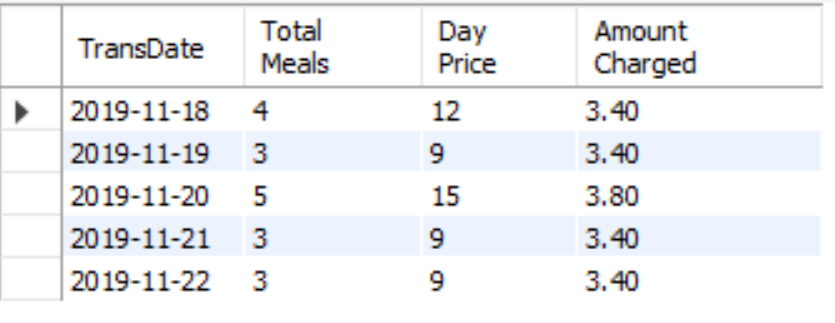 TransDate Total Meals Day Price Amount Charged
2019-11-18 4 12 3.40
2019-11-19 3 9 3.40
2019-11-20 5 15 3.80
2019-11-21 3 9 3.40
2019-11-22 3 9 3.40